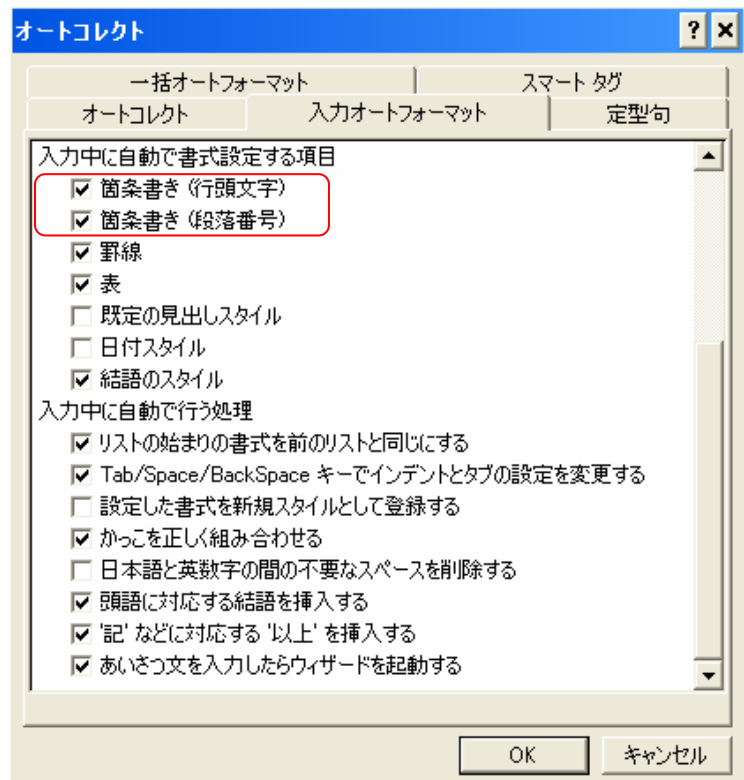 オートコレクト
一括オートフォーマット スマート タグ
オートコレクト 入力オートフォーマット 定型句
入力中に自動で書式設定する項目
箇条書き (行頭文字)
箇条書き (段落番号)
罫線
表
既定の見出しスタイル
日付スタイル
結語のスタイル
入力中に自動で行う処理
リストの始まりの書式を前のリストと同じにする
Tab/Space/BackSpace キーでインデントとタブの設定を変更する
設定した書式を新規スタイルとして登録する
かっこを正しく組み合わせる
日本語と英数字の間の不要なスペースを削除する
頭語に対応する結語を挿入する
'記' などに対応する '以上' を挿入する
あいさつ文を入力したらウィザードを起動する
OK キャンセル